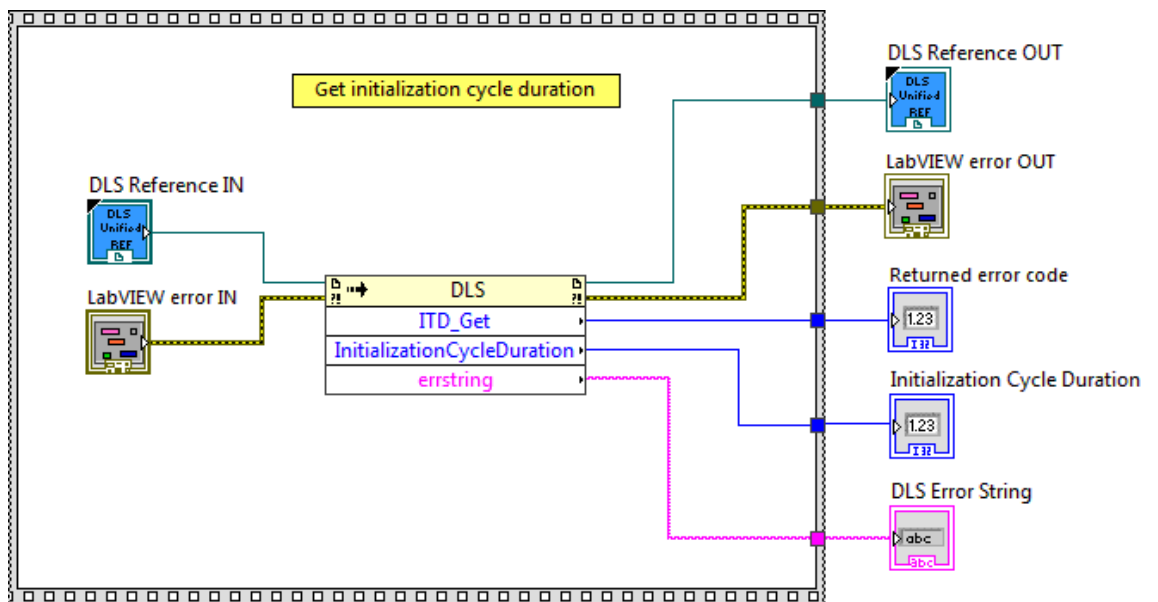 DLS Reference OUT
DLS
Unified
REF
Get initialization cycle duration
LabVIEW error OUT
DLS Reference IN
DLS
Unified
REF
Returned error code
1.23
I32
LabVIEW error IN
?!
DLS
?!
ITD_Get
InitializationCycleDuration
errstring
Initialization Cycle Duration
1.23
I32
DLS Error String
abc
abc